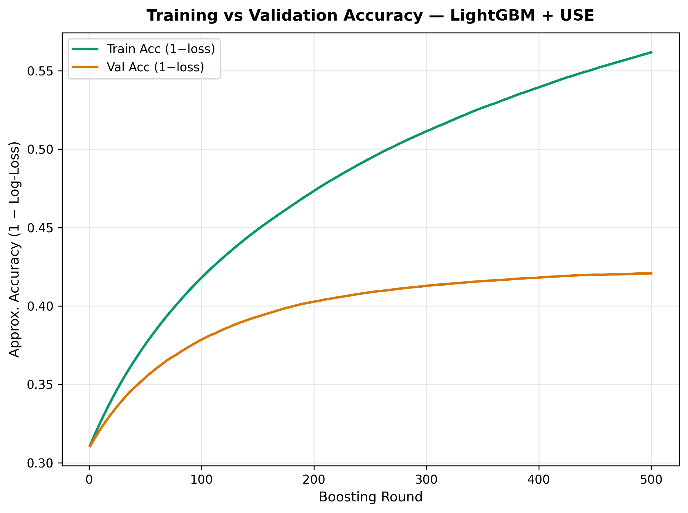 Training vs Validation Accuracy — LightGBM + USE
Train Acc (1−loss)
Val Acc (1−loss)
Approx. Accuracy (1 − Log-Loss)
0.55
0.50
0.45
0.40
0.35
0.30
0 100 200 300 400 500
Boosting Round